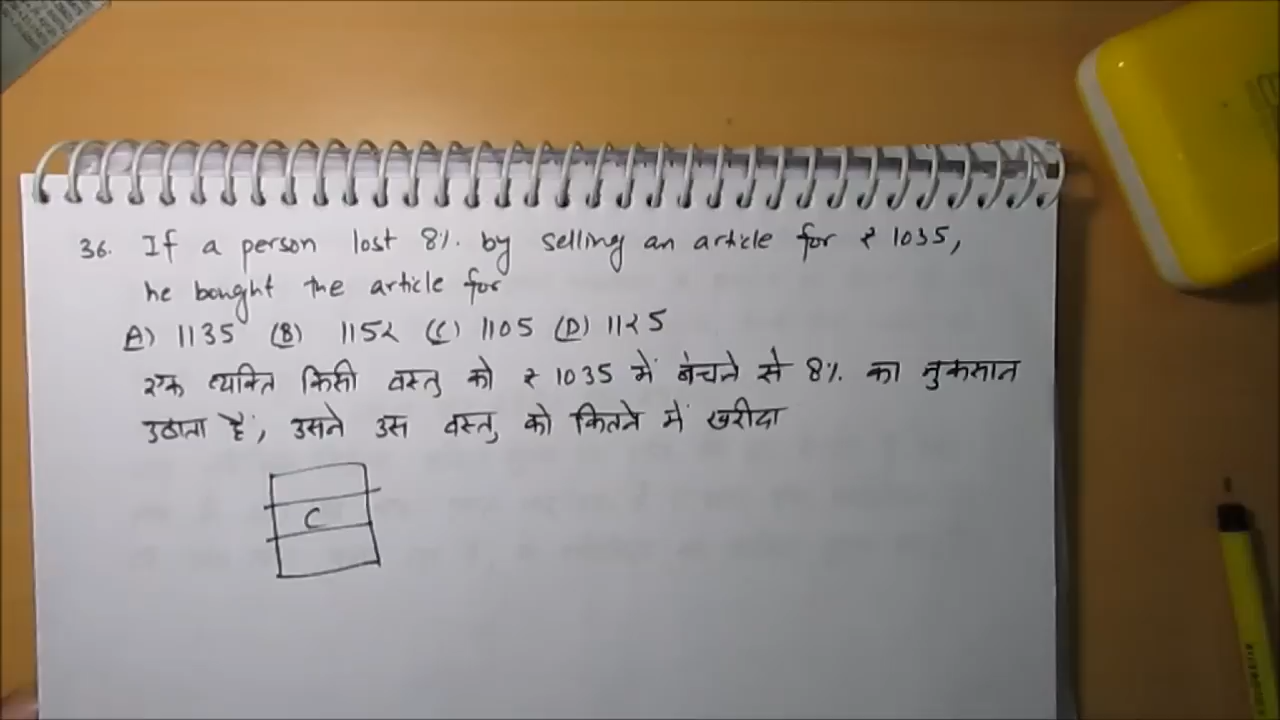 36. If a person lost 8% by selling an article for ₹ 1035,
he bought the article for
A) 1135 (B) 1152 (C) 1105 (D) 1125
एक व्यक्ति किसी वस्तु को ₹ 1035 में बेचने से 8% का नुकसान
उठाता है, उसने उस वस्तु को कितने में खरीदा
C